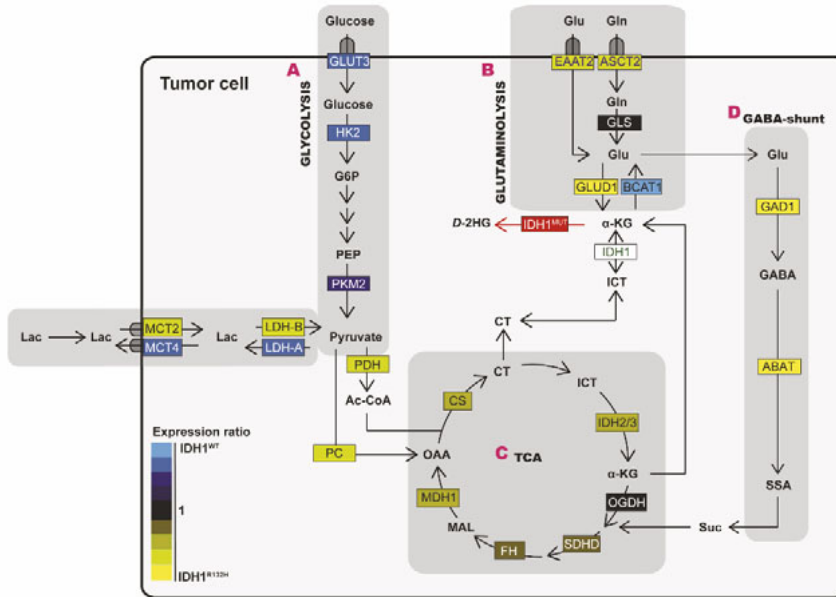 Glucose
Glu
Gln
A
GLUT3
B
EAAT2
ASCT2
Tumor cell
GLYCOLYSIS
Glucose
GLUTAMINOLYSIS
Gln
D GABA-shunt
HK2
GLS
Glu
Glu
G6P
GLUD1
BCAT1
GAD1
D-2HG
IDH1MUT
α-KG
PEP
IDH1
GABA
PKM2
ICT
MCT2
LDH-B
CT
Lac
Lac
Lac
Pyruvate
MCT4
LDH-A
PDH
CT
ABAT
ICT
Ac-CoA
CS
Expression ratio
IDH1WT
IDH2/3
PC
OAA
C TCA
α-KG
SSA
MDH1
OGDH
1
MAL
Suc
FH
SDHD
IDH1R132H